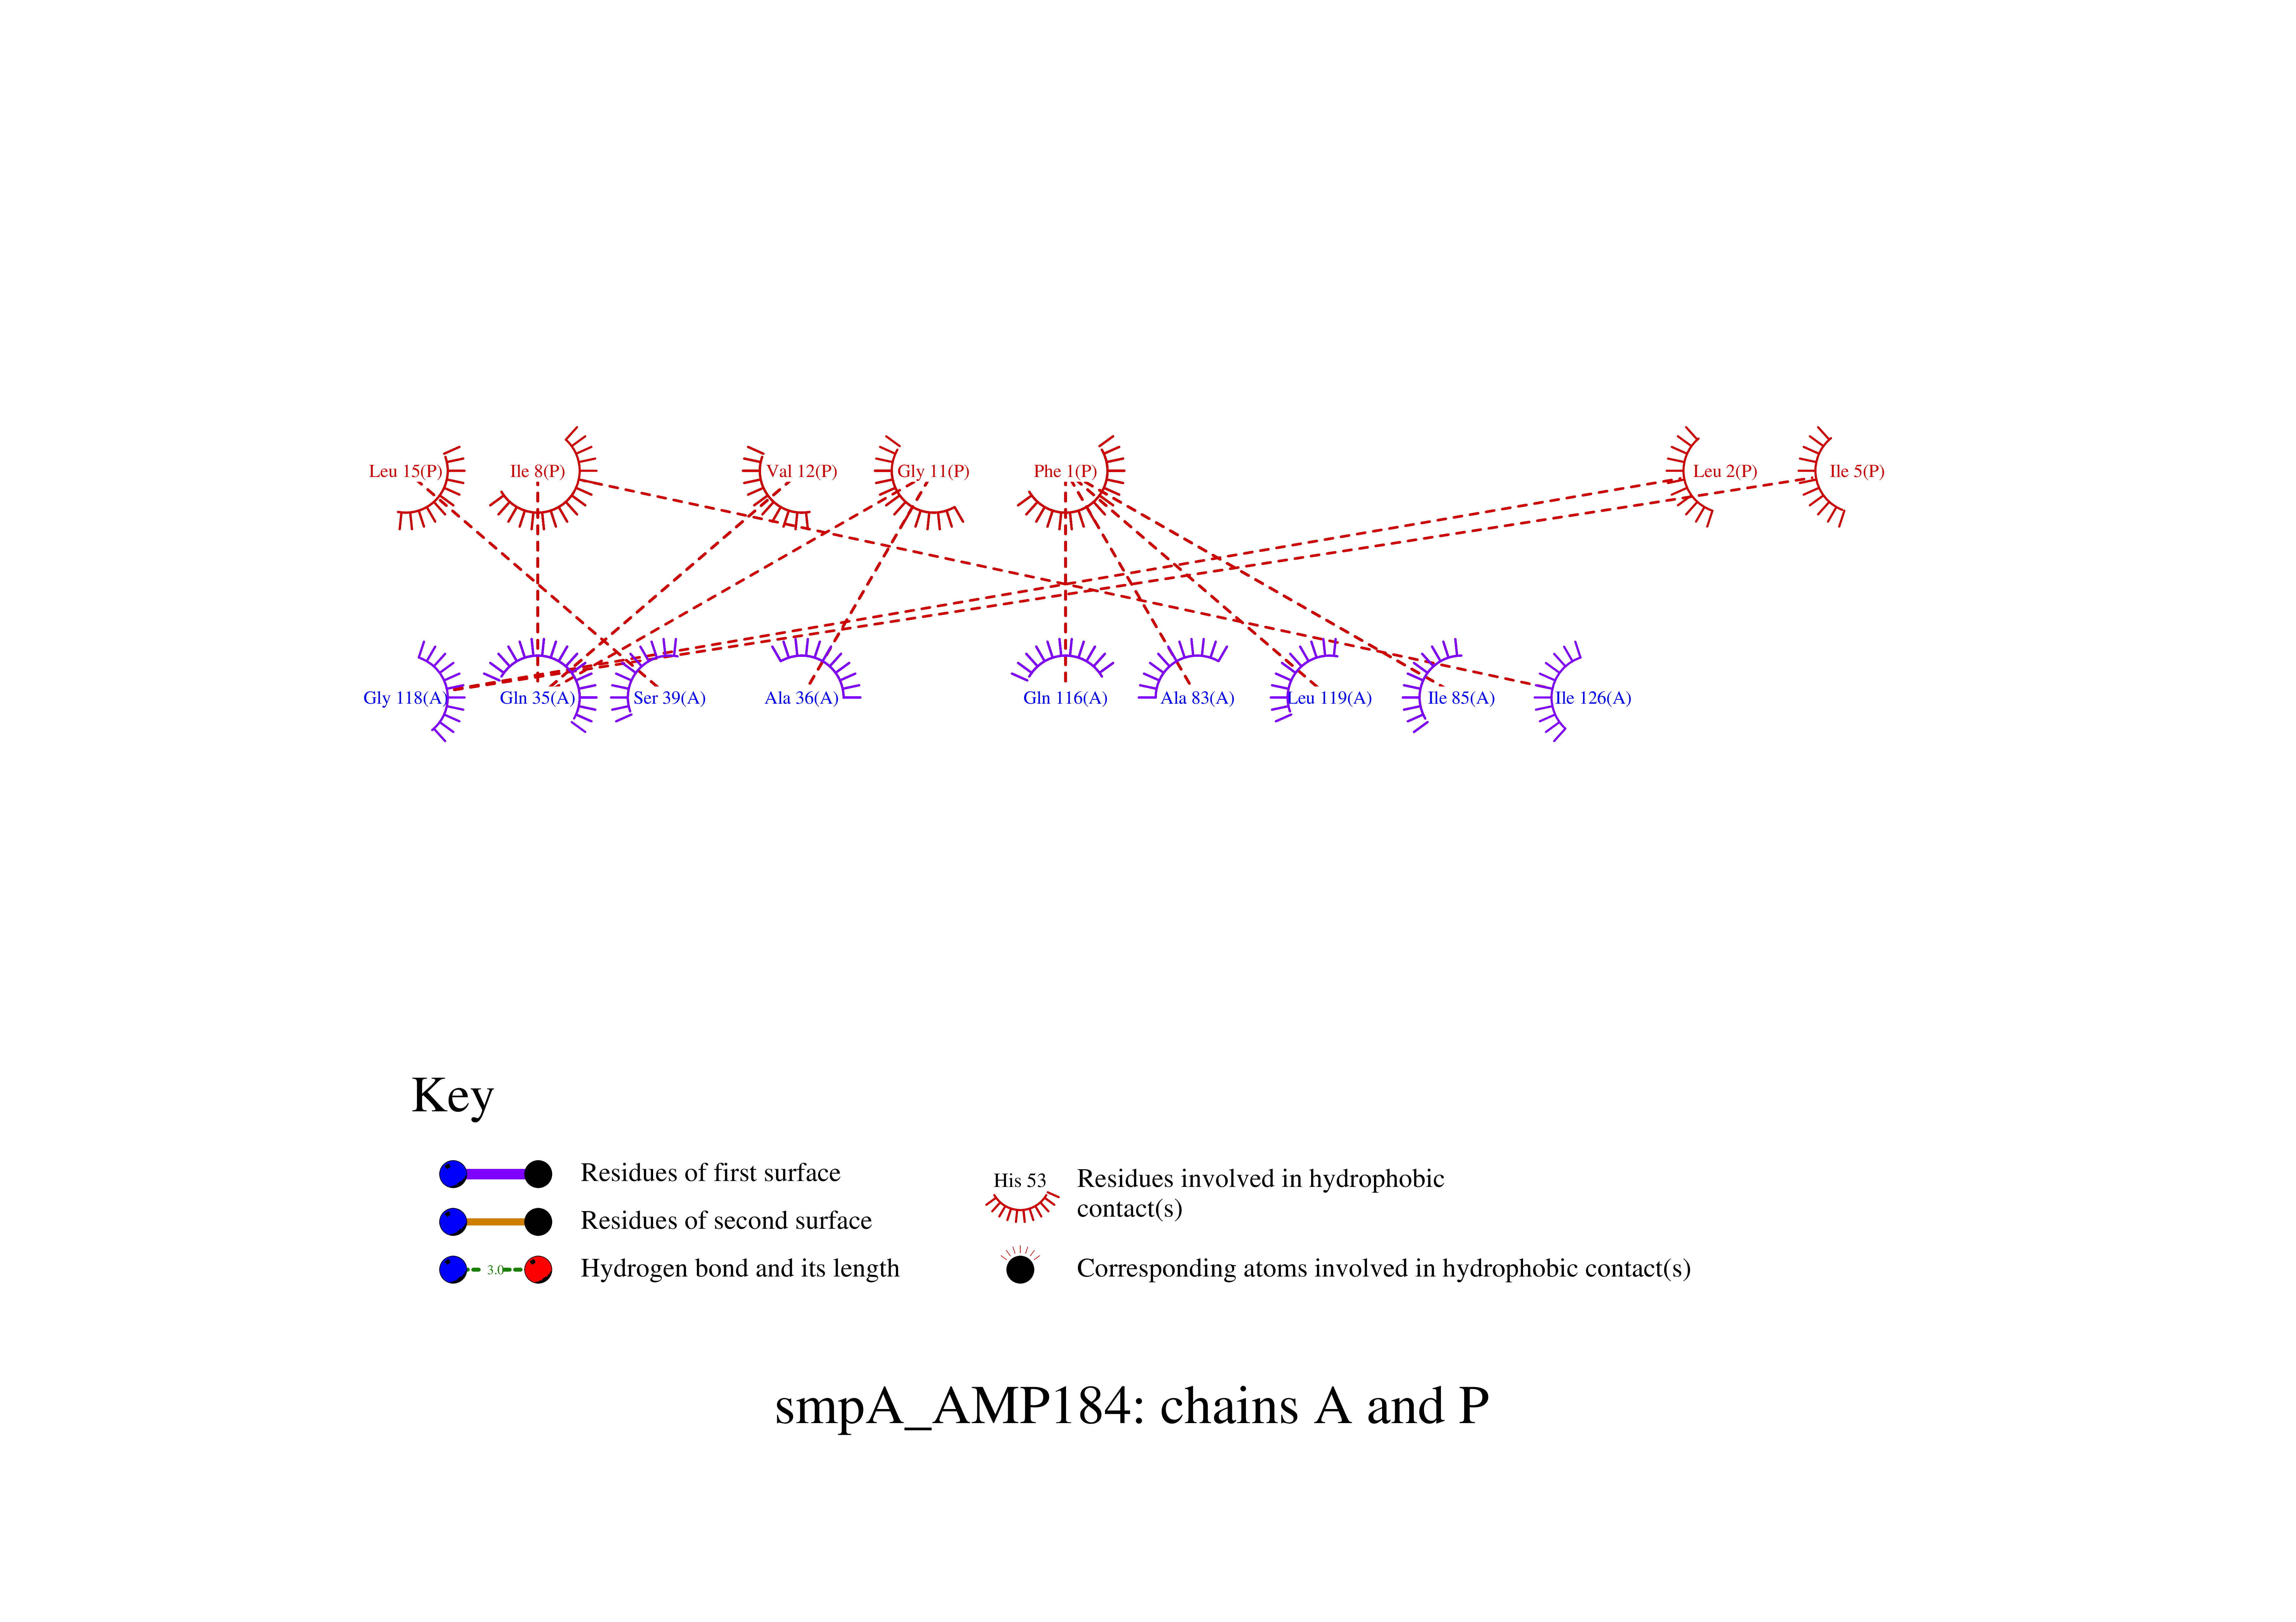 Leu 15(P) Ile 8(P) Val 12(P) Gly 11(P) Phe 1(P) Leu 2(P) Ile 5(P)
Gly 118(A) Gln 35(A) Ser 39(A) Ala 36(A) Gln 116(A) Ala 83(A) Leu 119(A) Ile 85(A) Ile 126(A)
Key
Residues of first surface
Residues of second surface
3.0 Hydrogen bond and its length
His 53 Residues involved in hydrophobic
contact(s)
Corresponding atoms involved in hydrophobic contact(s)
smpA_AMP184: chains A and P